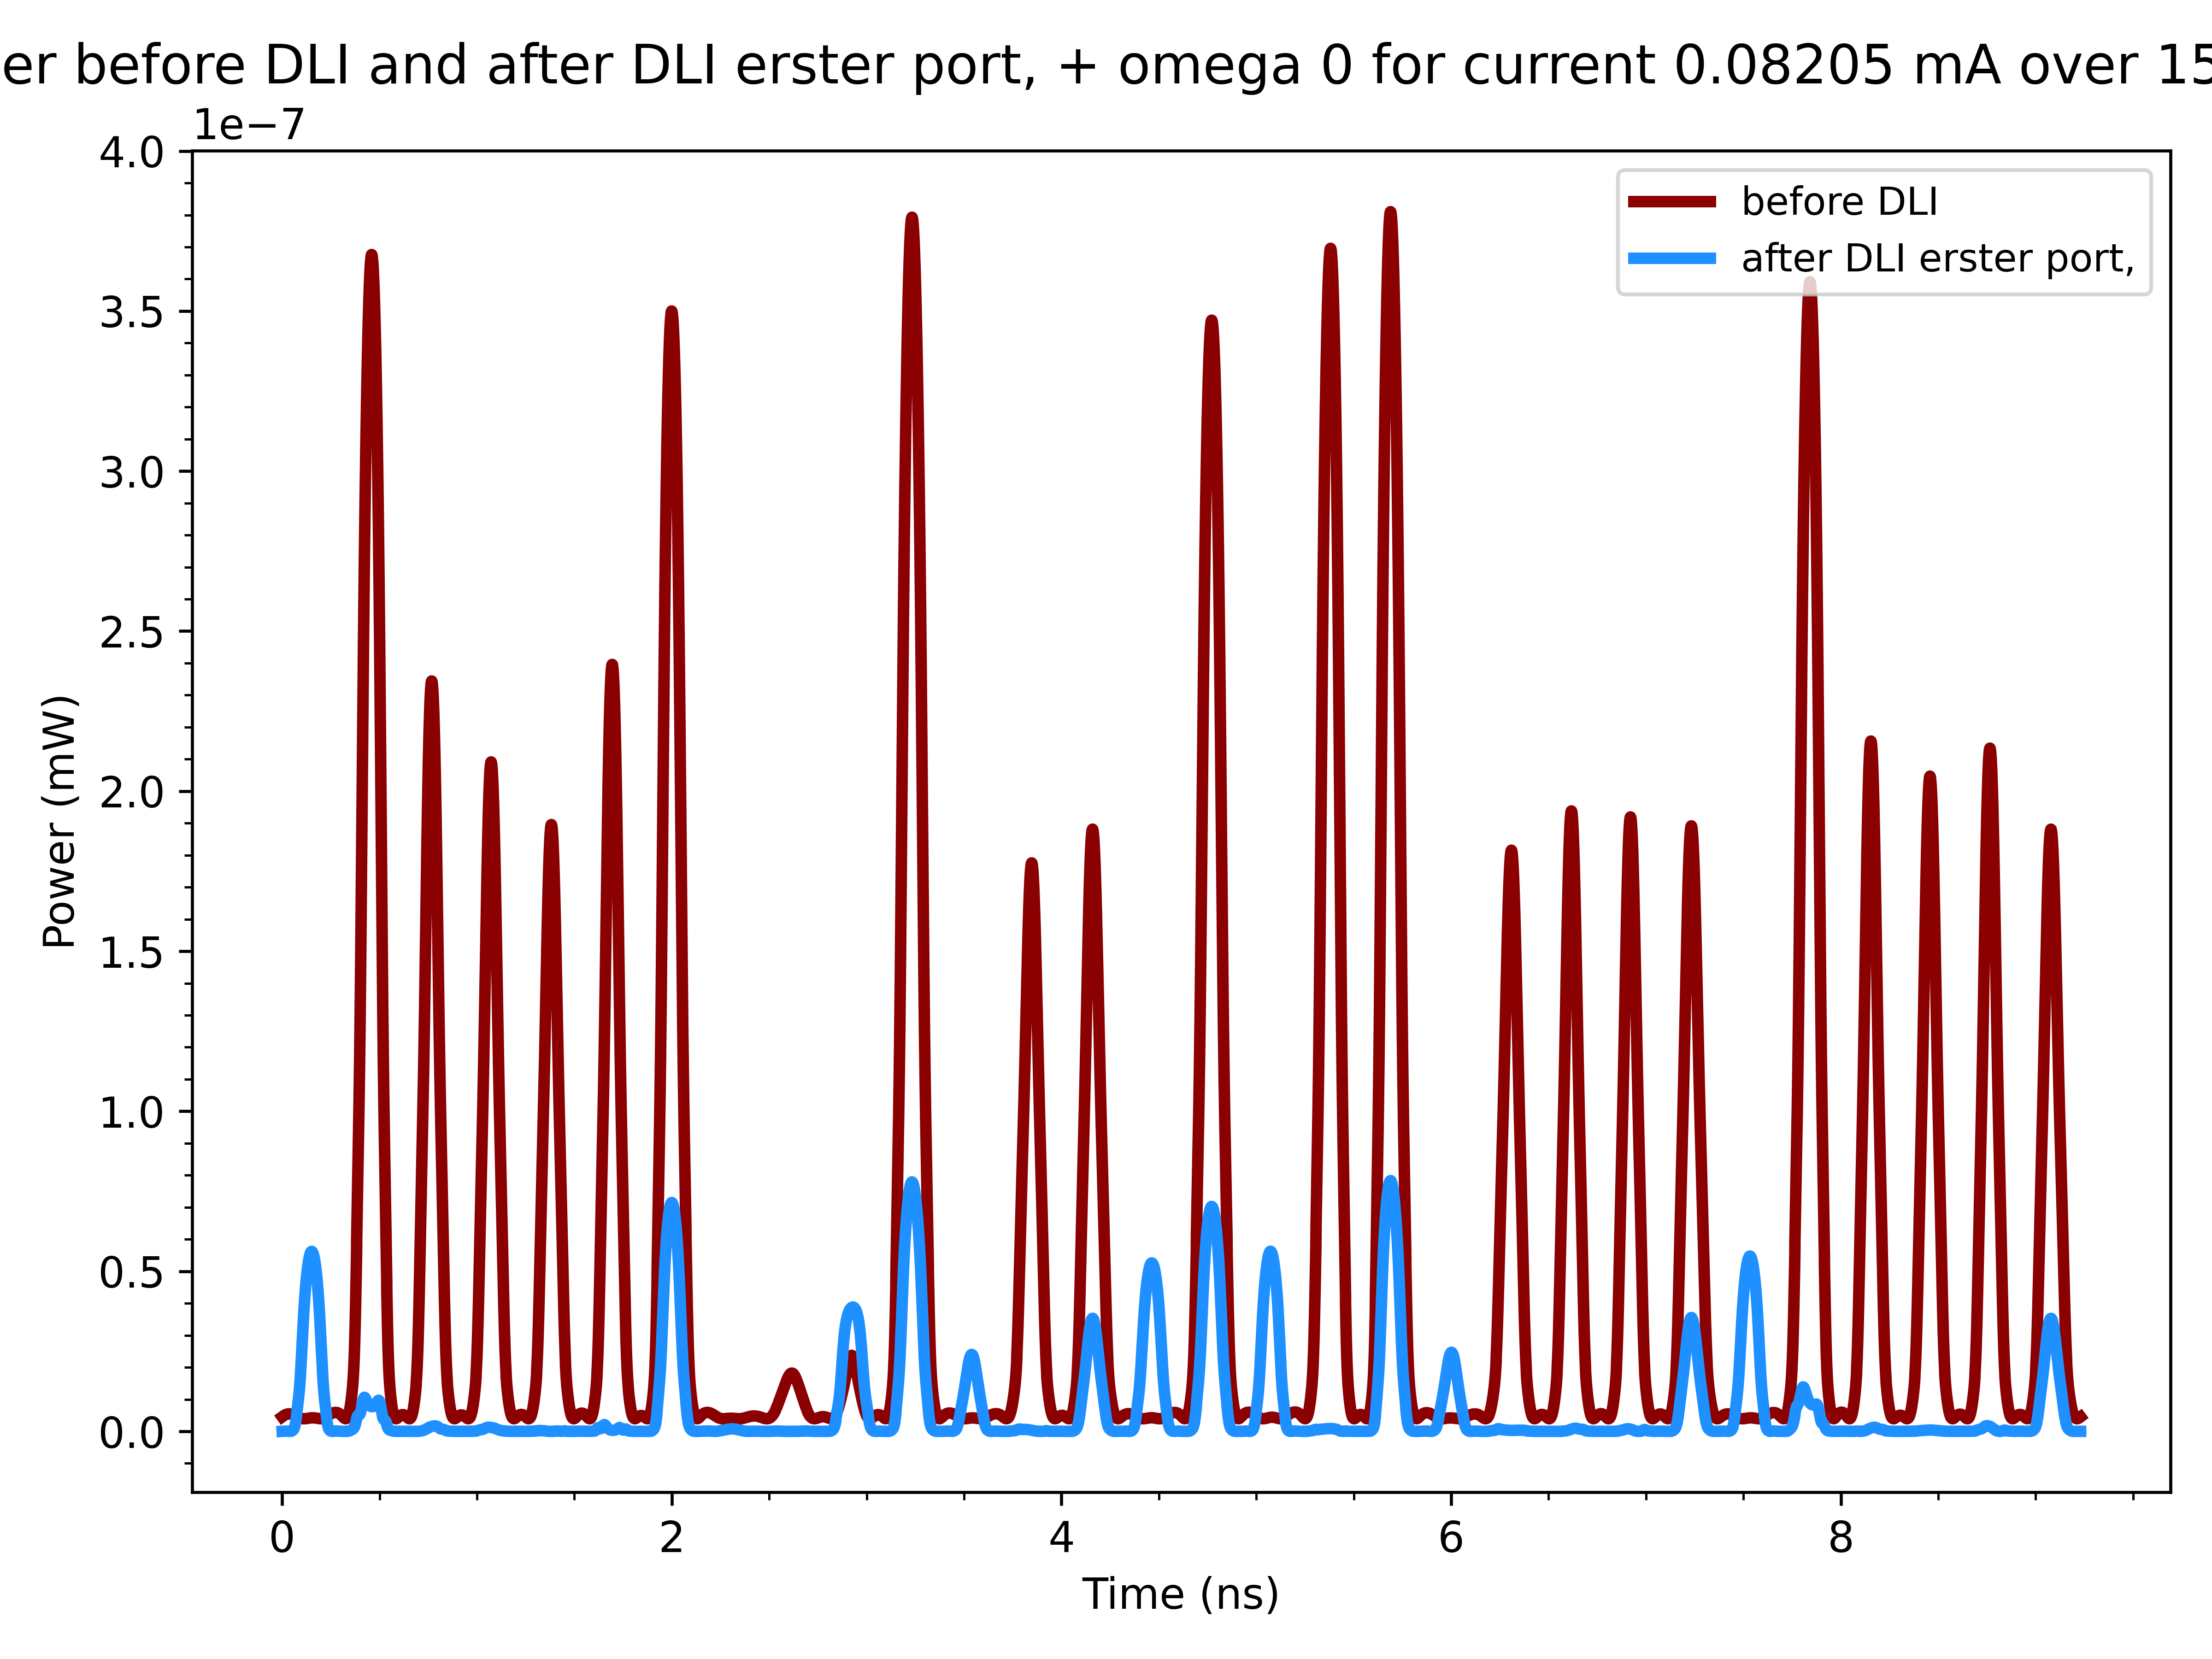 er before DLI and after DLI erster port, + omega 0 for current 0.08205 mA over 15
1e−7
4.0
3.5
3.0
2.5
2.0
1.5
1.0
0.5
0.0
Power (mW)
before DLI
after DLI erster port,
0 2 4 6 8
Time (ns)